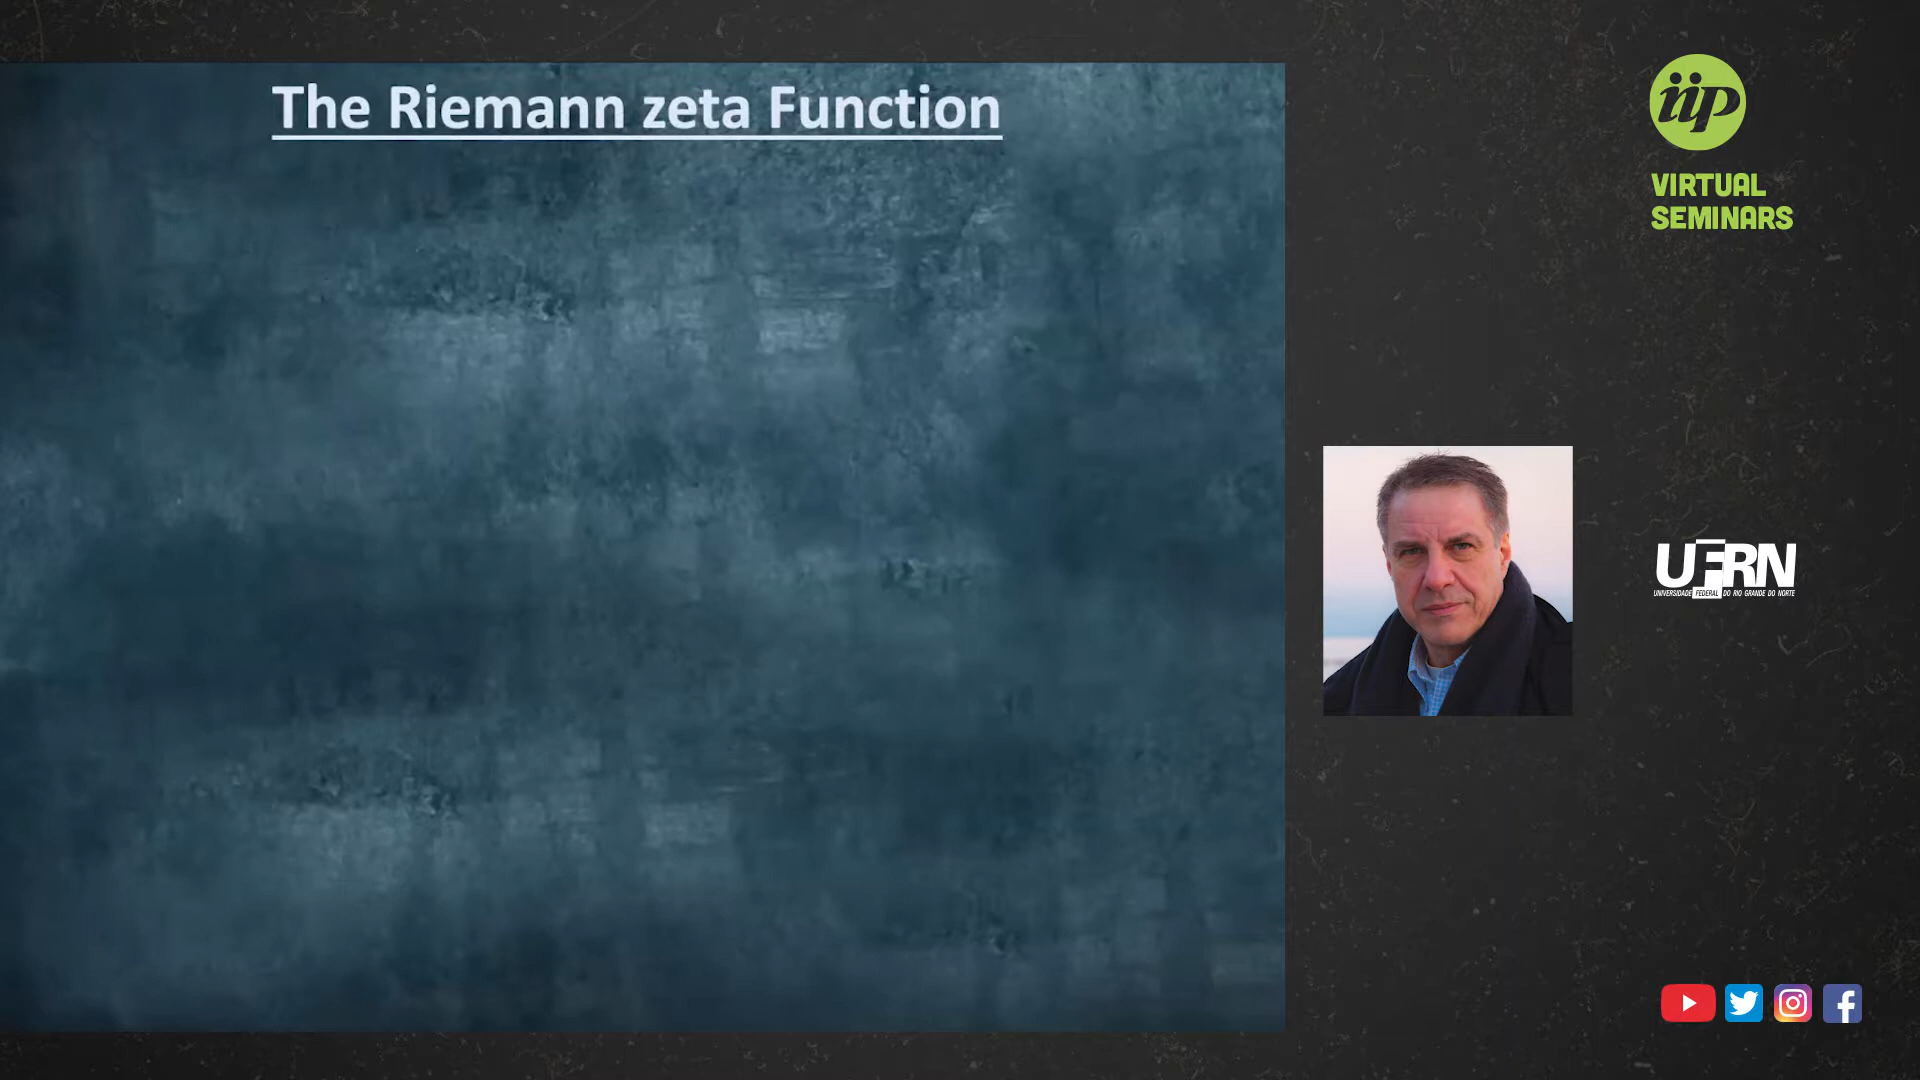 The Riemann zeta Function
iip
VIRTUAL
SEMINARS
UFRN
UNIVERSIDADE FEDERAL DO RIO GRANDE DO NORTE